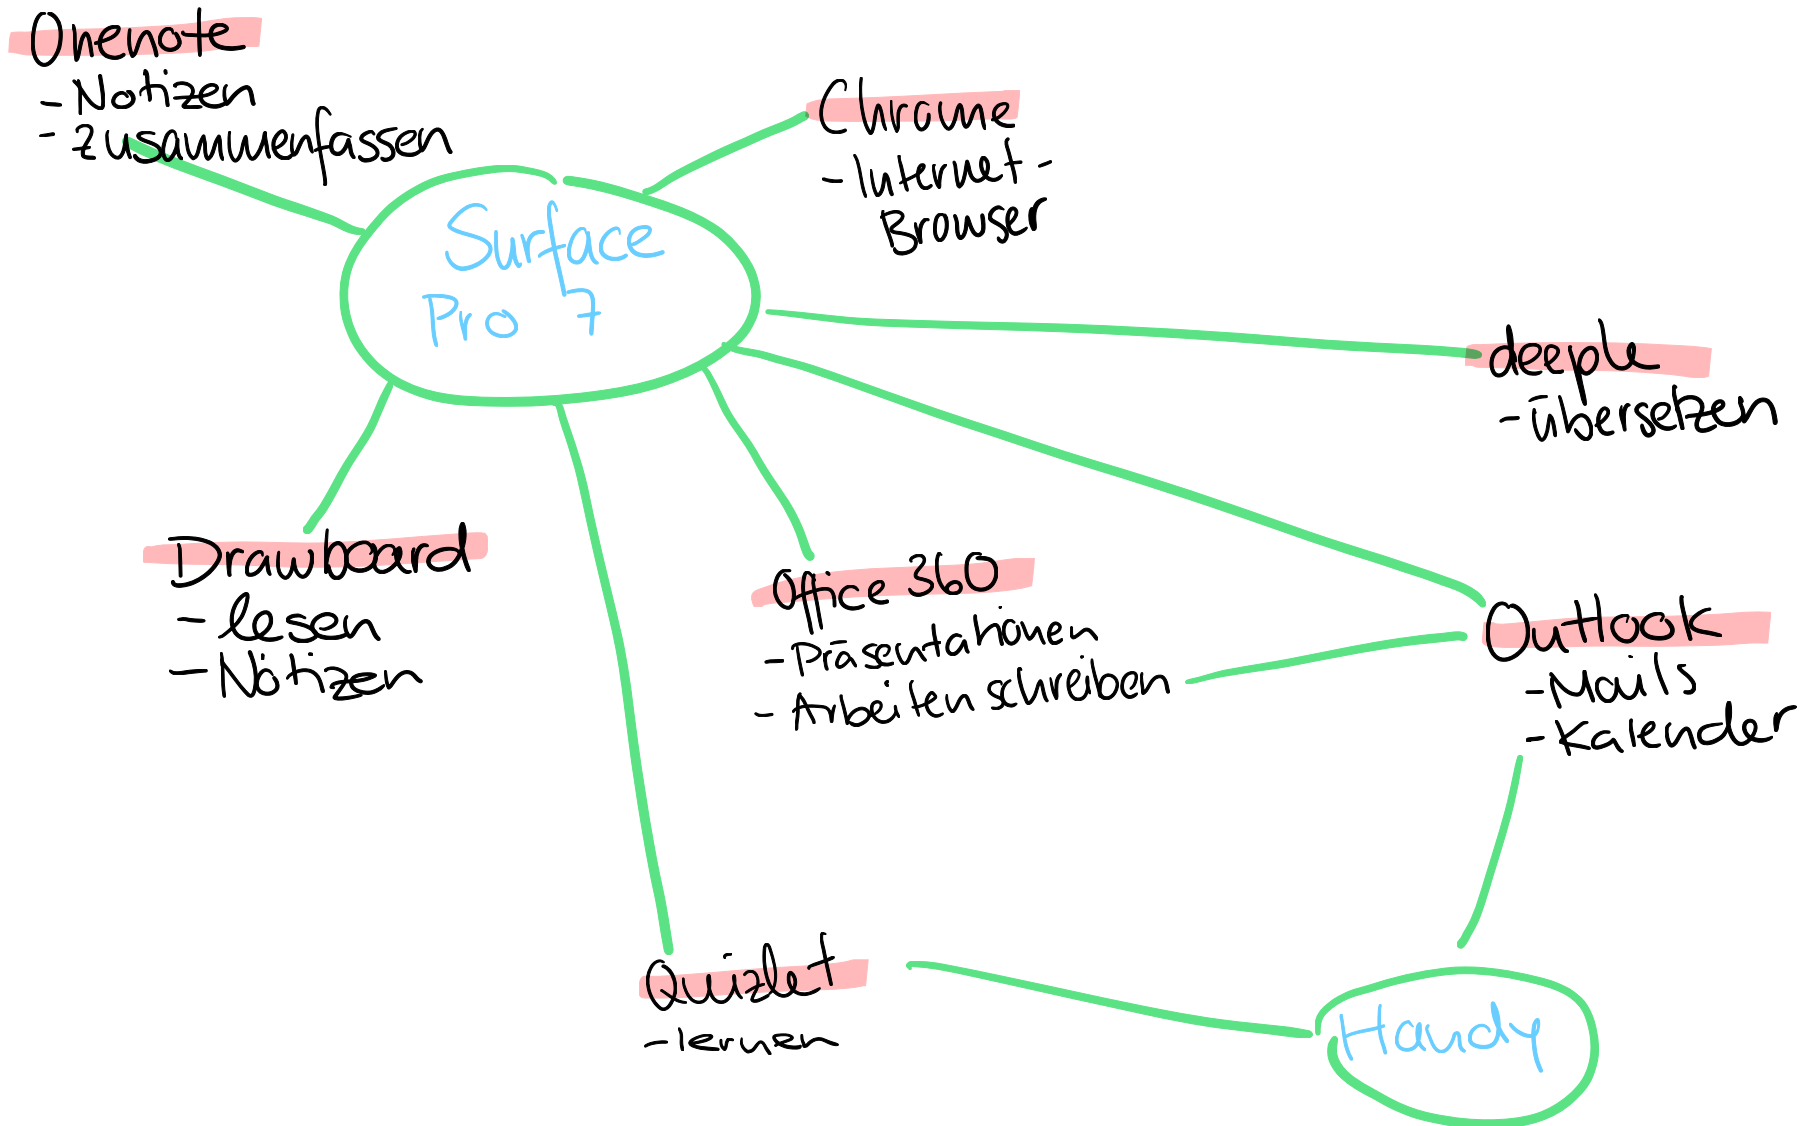 Onenote
- Notizen
- Zusammenfassen
Chrome
- Internet-
Browser
Surface
Pro 7
deeple
- übersetzen
Drawboard
- lesen
- Notizen
Office 360
- Präsentationen
- Arbeiten schreiben
Outlook
- Mails
- Kalender
Quizlet
- lernen
Handy